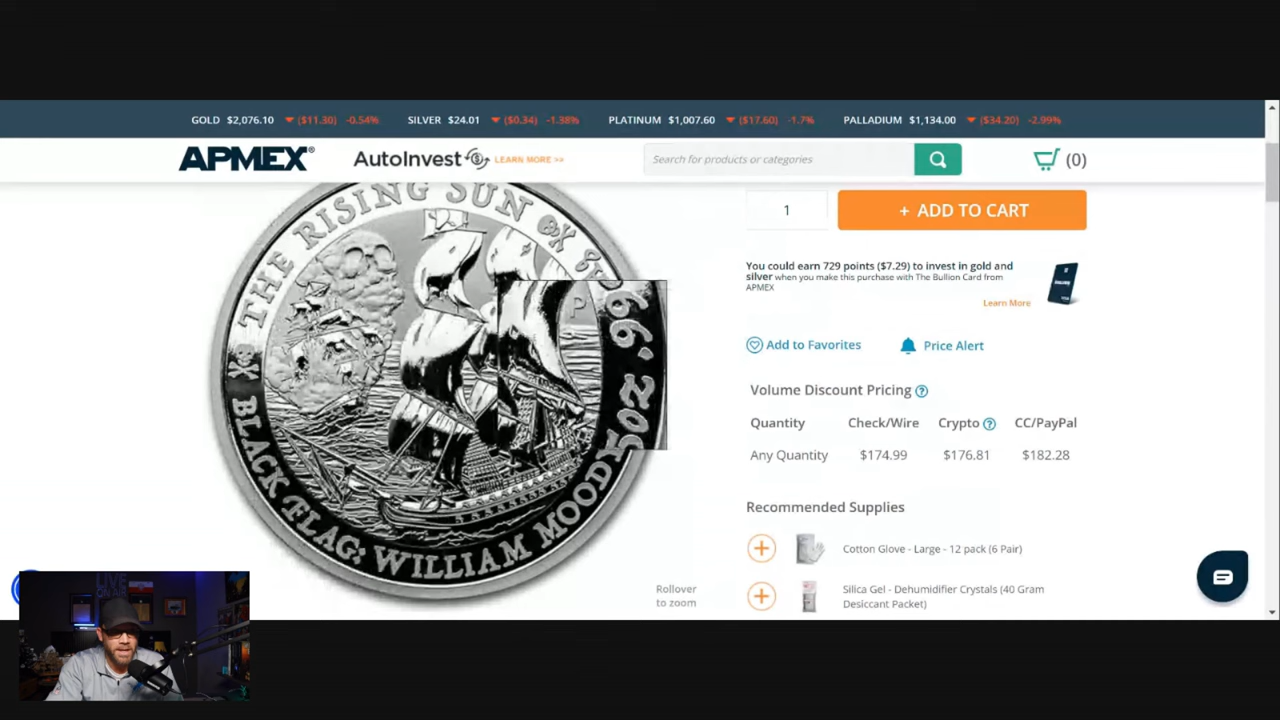 GOLD $2,076.10 ($11.30) -0.54% SILVER $24.01 ($0.34) -1.38% PLATINUM $1,007.60 ($17.60) -1.7% PALLADIUM $1,134.00 ($34.20) -2.99%
APMEX® AutoInvest LEARN MORE >> Search for products or categories (0)
1 + ADD TO CART
You could earn 729 points ($7.29) to invest in gold and
silver when you make this purchase with The Bullion Card from
APMEX
Learn More
Add to Favorites Price Alert
Volume Discount Pricing ?
Quantity Check/Wire Crypto ? CC/PayPal
Any Quantity $174.99 $176.81 $182.28
Recommended Supplies
Cotton Glove - Large - 12 pack (6 Pair)
Silica Gel - Dehumidifier Crystals (40 Gram
Desiccant Packet)
THE RISING SUN
P
BLACK FLAG: WILLIAM MOOD
5OZ 99.9
Rollover
to zoom
LIVE
ON AIR